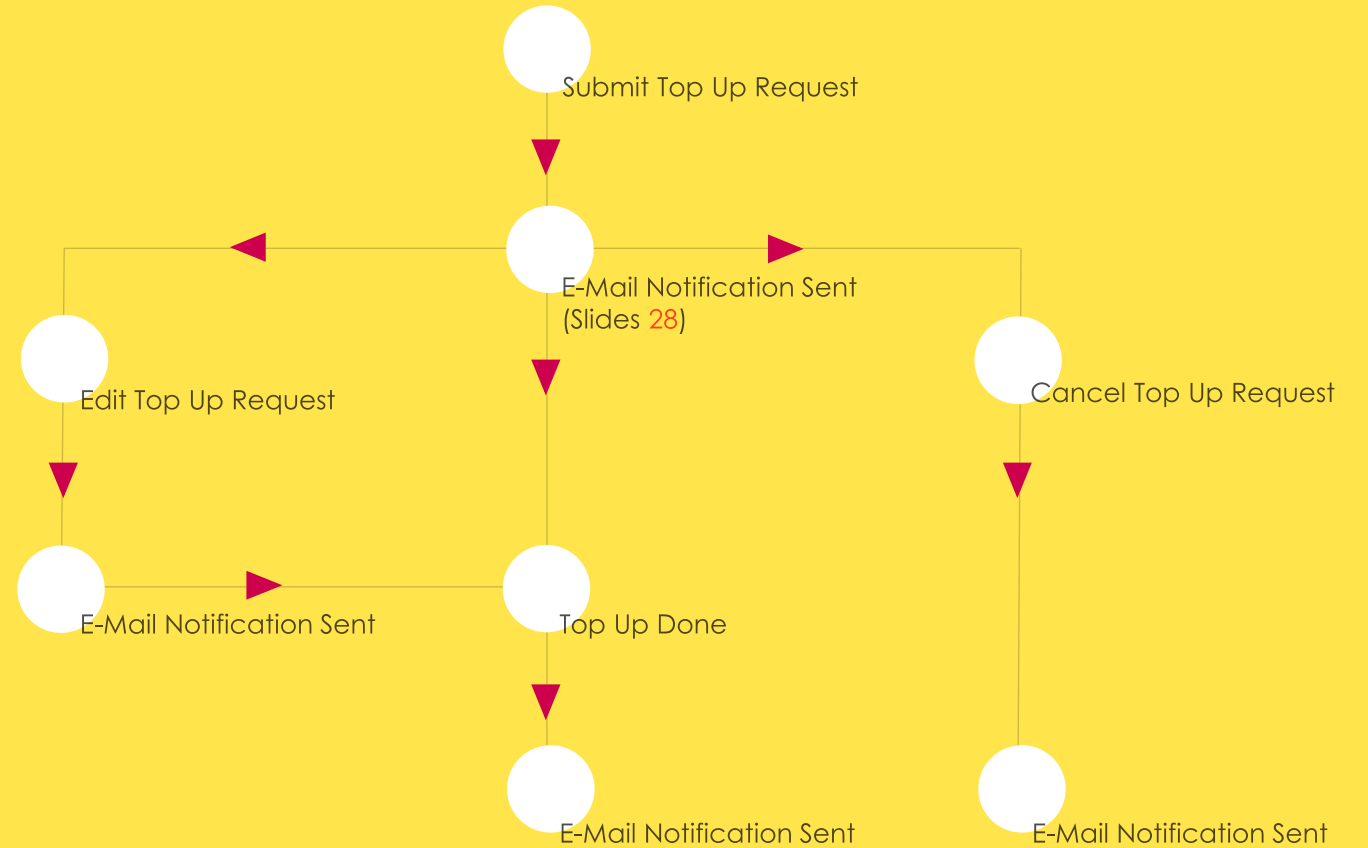 Submit Top Up Request
E-Mail Notification Sent
(Slides 28)
Edit Top Up Request
Cancel Top Up Request
E-Mail Notification Sent
Top Up Done
E-Mail Notification Sent
E-Mail Notification Sent